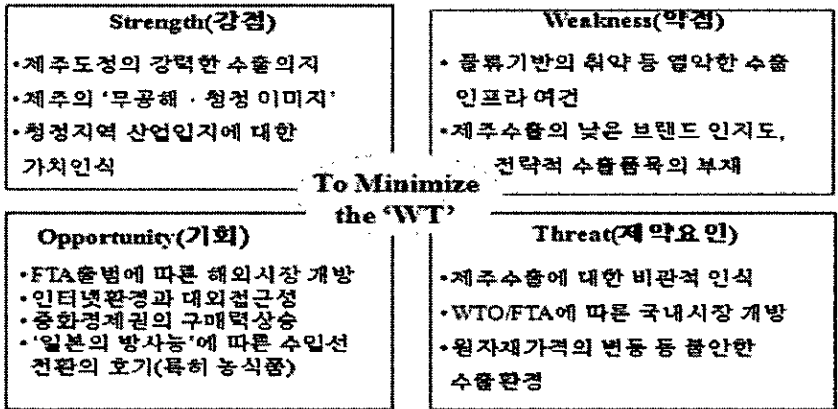 Strength(강점)
•제주도정의 강력한 수출의지
•제주의 ‘무공해 · 청정 이미지’
•청정지역 산업입지에 대한
가치인식
Weakness(약점)
• 물류기반의 취약 등 열악한 수출
인프라 여건
•제주수출의 낮은 브랜드 인지도,
전략적 수출품목의 부재
To Minimize
the ‘WT’
Opportunity(기회)
•FTA출범에 따른 해외시장 개방
•인터넷환경과 대외접근성
•중화경제권의 구매력상승
•‘일본의 방사능’에 따른 수입선
전환의 호기(특히 농식품)
Threat(제약요인)
•제주수출에 대한 비관적 인식
•WTO/FTA에 따른 국내시장 개방
•원자재가격의 변동 등 불안한
수출환경